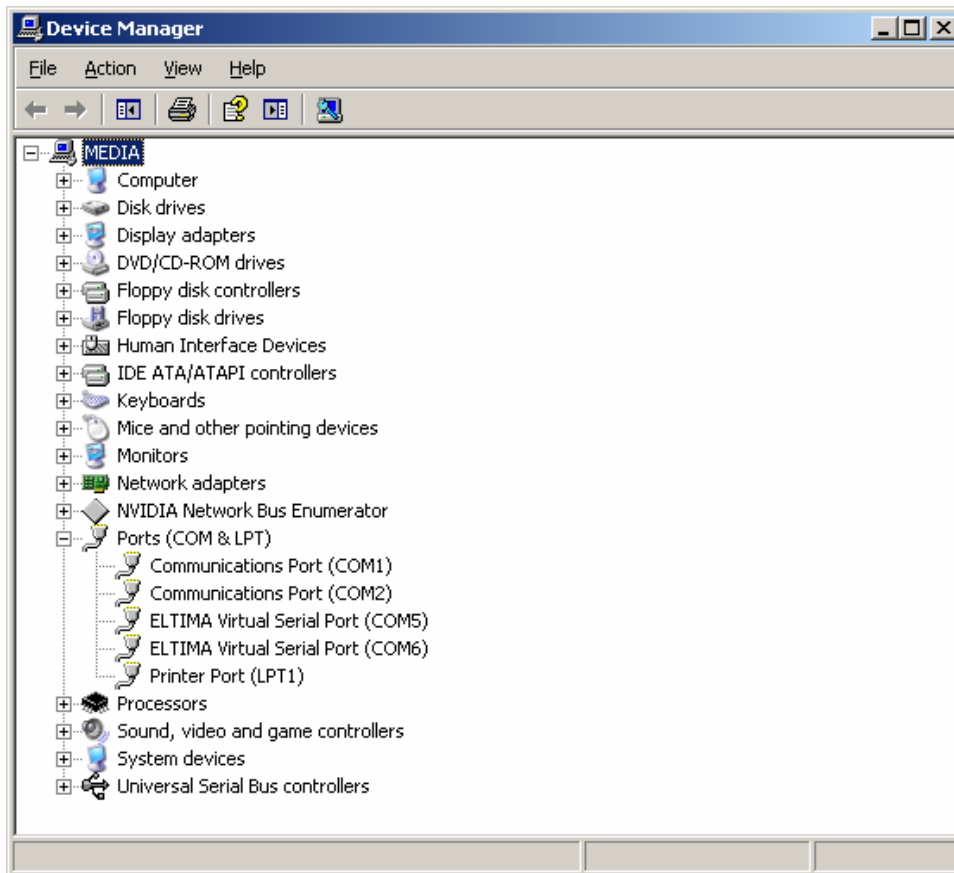 Device Manager
File Action View Help
MEDIA
Computer
Disk drives
Display adapters
DVD/CD-ROM drives
Floppy disk controllers
Floppy disk drives
Human Interface Devices
IDE ATA/ATAPI controllers
Keyboards
Mice and other pointing devices
Monitors
Network adapters
NVIDIA Network Bus Enumerator
Ports (COM & LPT)
Communications Port (COM1)
Communications Port (COM2)
ELTIMA Virtual Serial Port (COM5)
ELTIMA Virtual Serial Port (COM6)
Printer Port (LPT1)
Processors
Sound, video and game controllers
System devices
Universal Serial Bus controllers